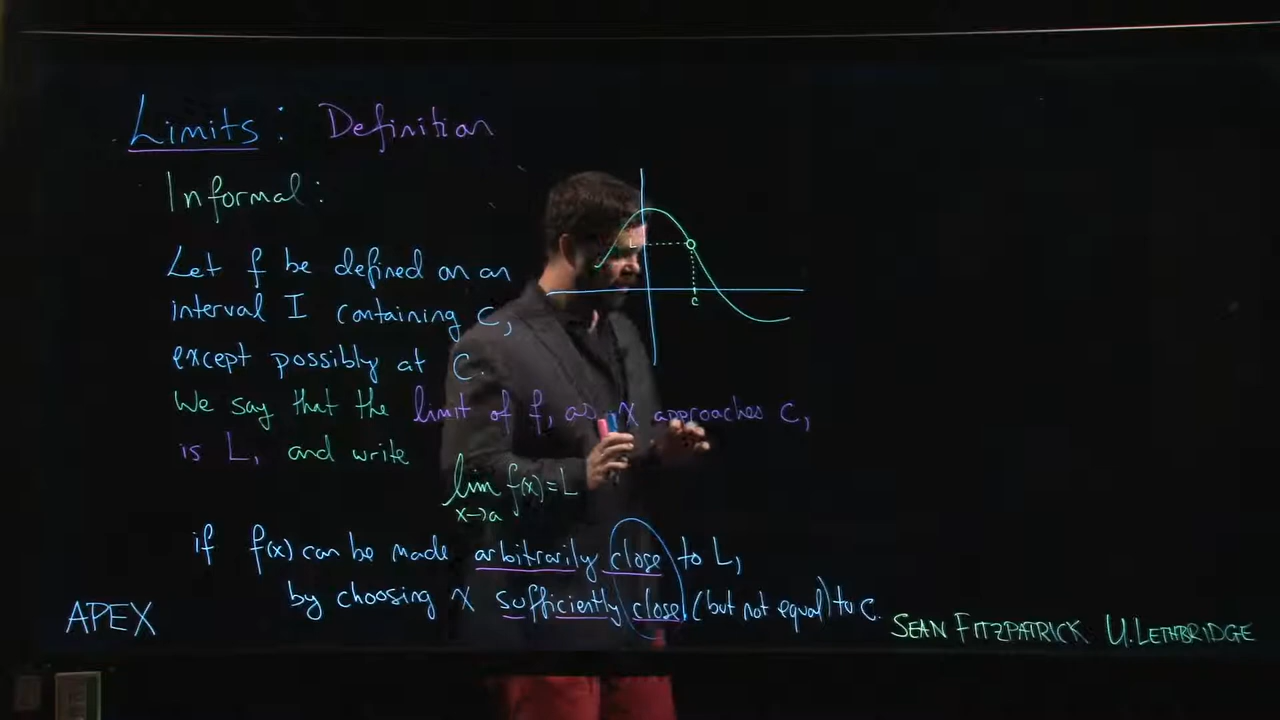 Limits: Definition
Informal:
Let f be defined on an
interval I containing c,
except possibly at c.
We say that the limit of f, as x approaches c,
is L, and write
lim f(x)=L
x→a
if f(x) can be made arbitrarily close to L,
by choosing x sufficiently close (but not equal) to c.
L
c
APEX
SEAN FITZPATRICK U. LETHBRIDGE